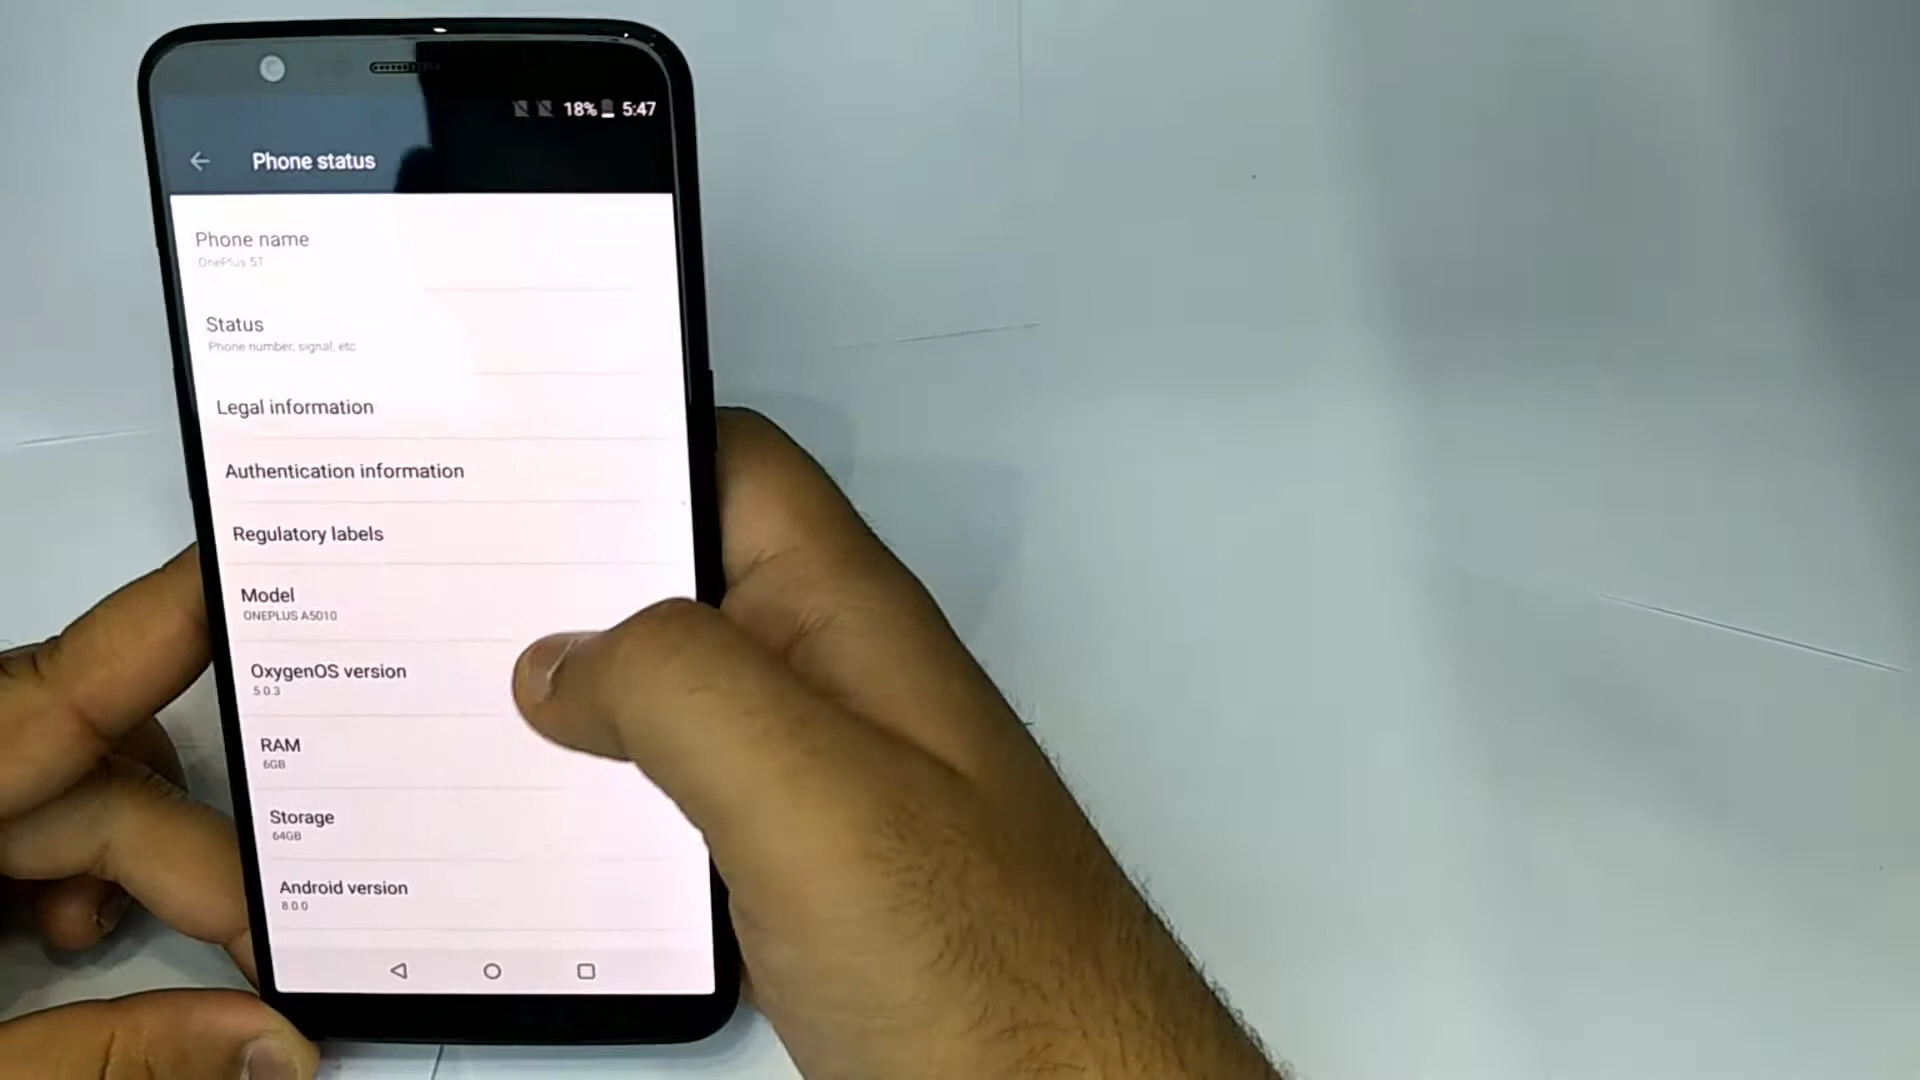 18% 5:47
Phone status
Phone name
OnePlus 5T
Status
Phone number, signal, etc.
Legal information
Authentication information
Regulatory labels
Model
ONEPLUS A5010
OxygenOS version
5.0.3
RAM
6GB
Storage
64GB
Android version
8.0.0